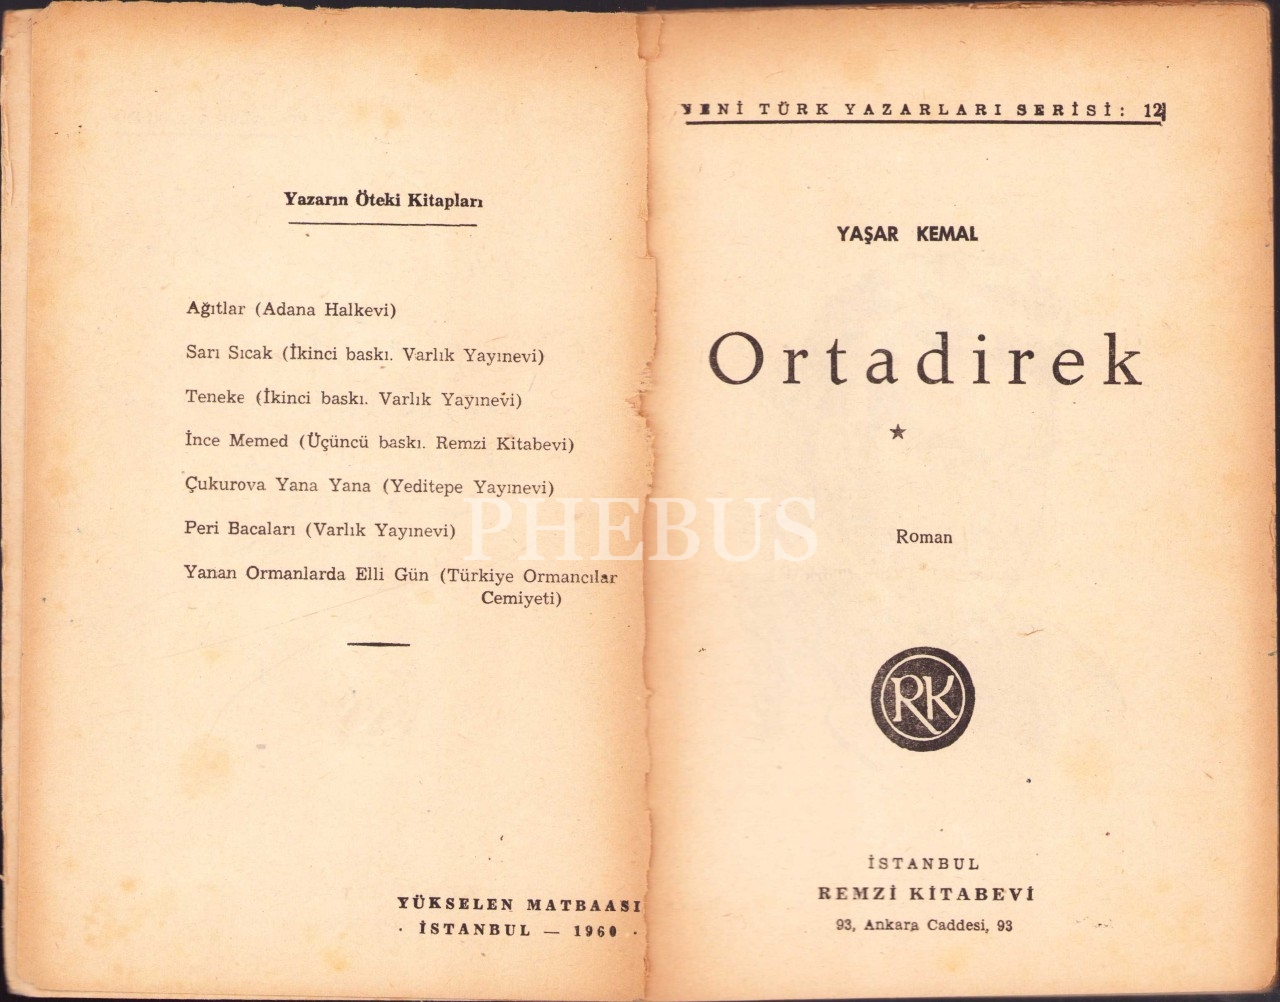 Yazarın Öteki Kitapları
Ağıtlar (Adana Halkevi)
Sarı Sıcak (İkinci baskı. Varlık Yayınevi)
Teneke (İkinci baskı. Varlık Yayınevi)
İnce Memed (Üçüncü baskı. Remzi Kitabevi)
Çukurova Yana Yana (Yeditepe Yayınevi)
Peri Bacaları (Varlık Yayınevi)
Yanan Ormanlarda Elli Gün (Türkiye Ormancılar
Cemiyeti)
YÜKSELEN MATBAASI
İSTANBUL — 1960
YENİ TÜRK YAZARLARI SERİSİ: 12
YAŞAR KEMAL
Ortadirek
Roman
RK
İSTANBUL
REMZİ KİTABEVİ
93, Ankara Caddesi, 93
PHEBUS